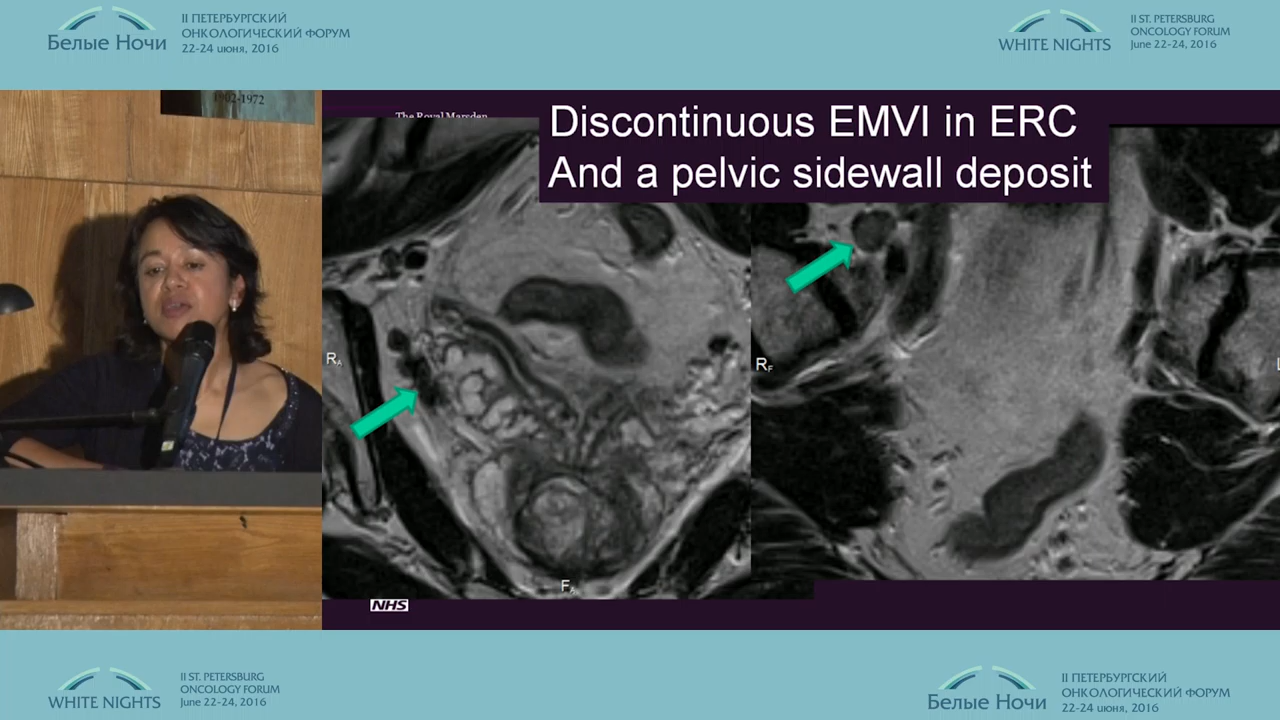 II ПЕТЕРБУРГСКИЙ
ОНКОЛОГИЧЕСКИЙ ФОРУМ
22-24 июня, 2016
Белые Ночи
II ST. PETERSBURG
ONCOLOGY FORUM
June 22-24, 2016
WHITE NIGHTS
1962-1972
The Royal Marsden
Discontinuous EMVI in ERC
And a pelvic sidewall deposit
RA
RF
L
F
NHS
WHITE NIGHTS
II ST. PETERSBURG
ONCOLOGY FORUM
June 22-24, 2016
Белые Ночи
II ПЕТЕРБУРГСКИЙ
ОНКОЛОГИЧЕСКИЙ ФОРУМ
22-24 июня, 2016